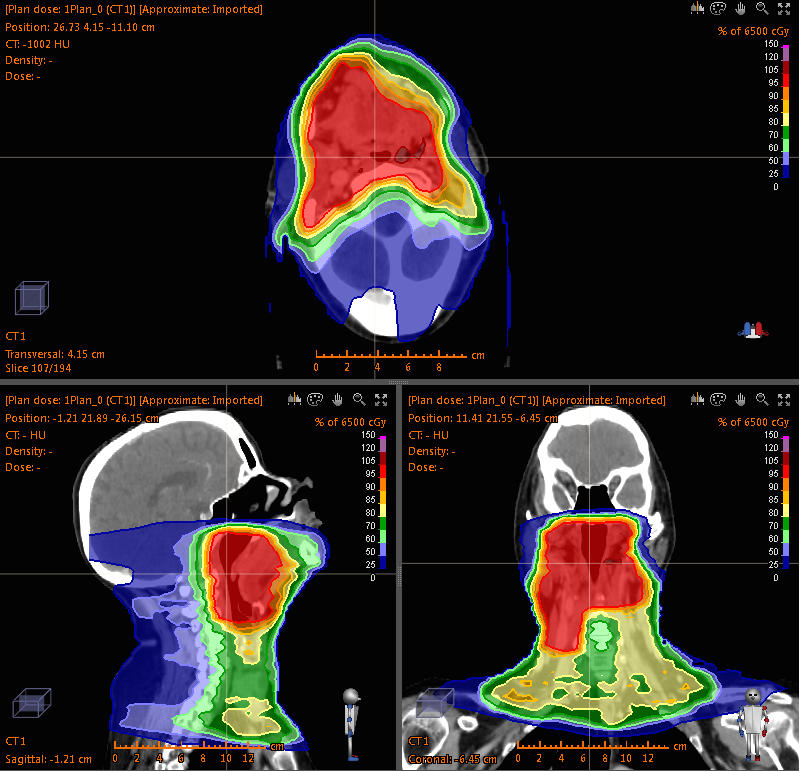 [Plan dose: 1Plan_0 (CT1)] [Approximate: Imported]
Position: 26.73 4.15 -11.10 cm
CT: -1002 HU
Density: -
Dose: -
% of 6500 cGy
150
120
105
95
90
85
80
70
60
50
25
0
CT1
Transversal: 4.15 cm
Slice 107/194
0 2 4 6 8 cm
[Plan dose: 1Plan_0 (CT1)] [Approximate: Imported]
Position: -1.21 21.89 -26.15 cm
CT: - HU
Density: -
Dose: -
% of 6500 cGy
150
120
105
95
90
85
80
70
60
50
25
0
CT1
Sagittal: -1.21 cm
0 2 4 6 8 10 12 cm
[Plan dose: 1Plan_0 (CT1)] [Approximate: Imported]
Position: 11.41 21.55 -6.45 cm
CT: - HU
Density: -
Dose: -
% of 6500 cGy
150
120
105
95
90
85
80
70
60
50
25
0
CT1
Coronal: -6.45 cm
0 2 4 6 8 10 12 cm